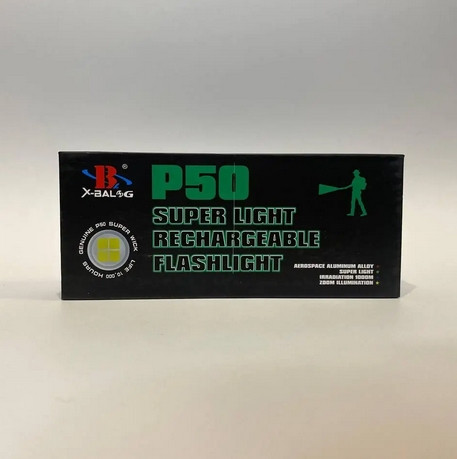 B ®
X-BALOG
P50
SUPER LIGHT
RECHARGEABLE
FLASHLIGHT
GENUINE P50 SUPER WICK
LIFE 10,000 HOURS
AEROSPACE ALUMINUM ALLOY
SUPER LIGHT
IRRADIATION 1000M
ZOOM ILLUMINATION